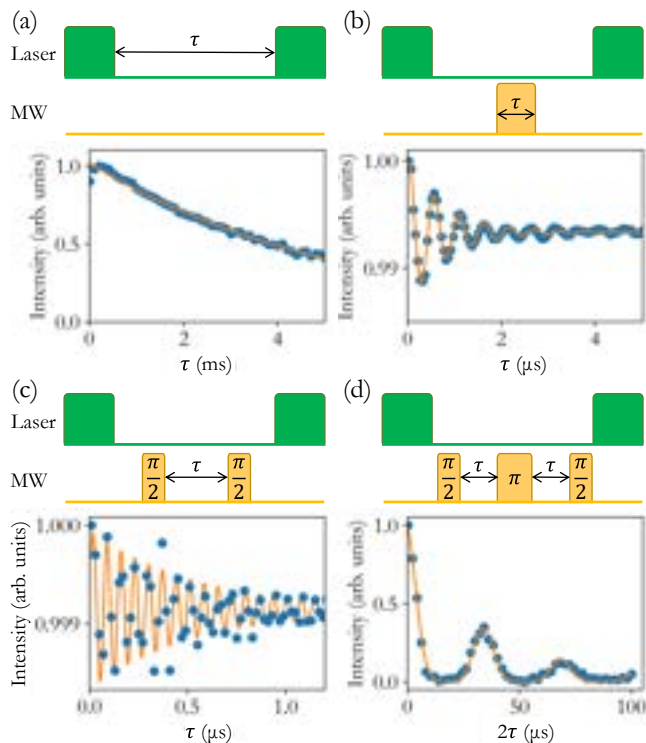 (a)
Laser
τ
MW
Intensity (arb. units)
1.0
0.5
0.0
0 2 4
τ (ms)
(b)
τ
Intensity (arb. units)
1.00
0.99
0 2 4
τ (μs)
(c)
Laser
MW
π/2 τ π/2
Intensity (arb. units)
1.000
0.999
0.0 0.5 1.0
τ (μs)
(d)
π/2 τ π τ π/2
Intensity (arb. units)
1.0
0.5
0.0
0 50 100
2τ (μs)